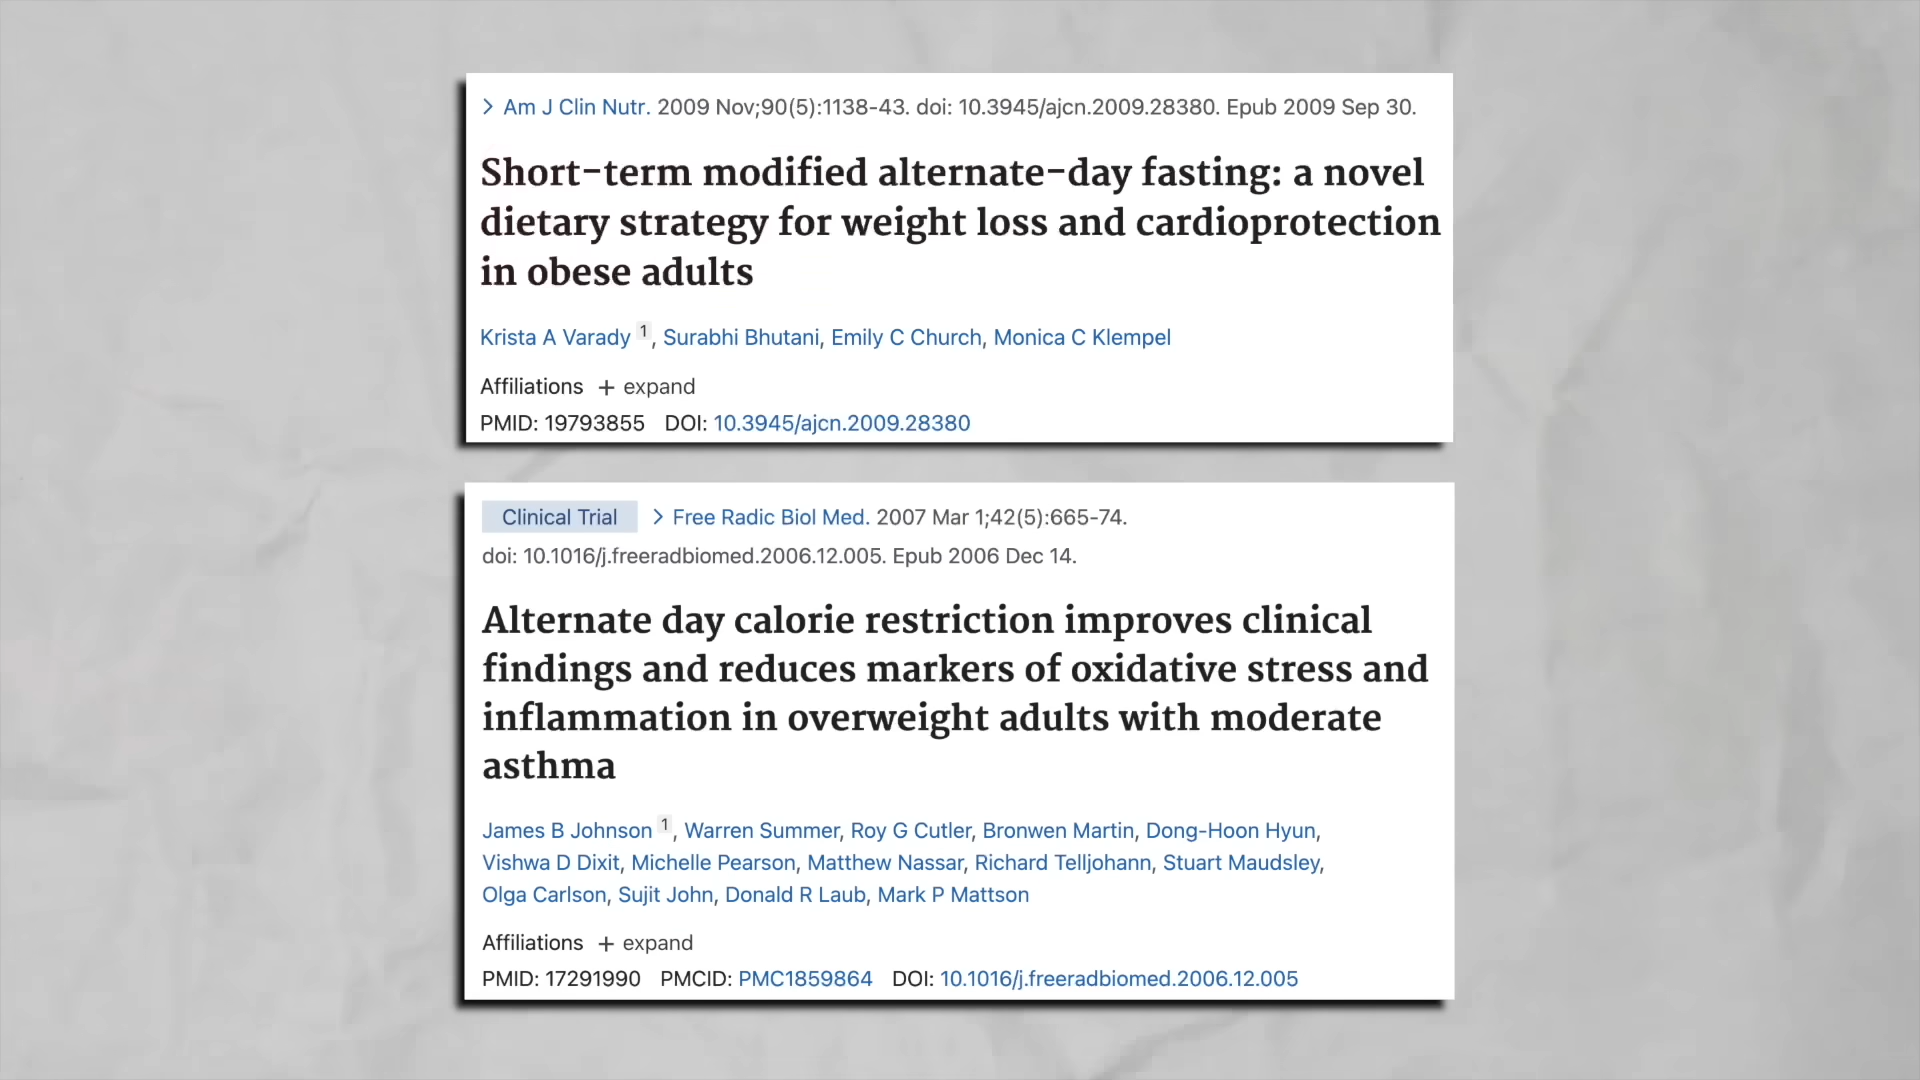 > Am J Clin Nutr. 2009 Nov;90(5):1138-43. doi: 10.3945/ajcn.2009.28380. Epub 2009 Sep 30.
Short-term modified alternate-day fasting: a novel
dietary strategy for weight loss and cardioprotection
in obese adults
Krista A Varady 1, Surabhi Bhutani, Emily C Church, Monica C Klempel
Affiliations + expand
PMID: 19793855 DOI: 10.3945/ajcn.2009.28380
Clinical Trial > Free Radic Biol Med. 2007 Mar 1;42(5):665-74.
doi: 10.1016/j.freeradbiomed.2006.12.005. Epub 2006 Dec 14.
Alternate day calorie restriction improves clinical
findings and reduces markers of oxidative stress and
inflammation in overweight adults with moderate
asthma
James B Johnson 1, Warren Summer, Roy G Cutler, Bronwen Martin, Dong-Hoon Hyun,
Vishwa D Dixit, Michelle Pearson, Matthew Nassar, Richard Telljohann, Stuart Maudsley,
Olga Carlson, Sujit John, Donald R Laub, Mark P Mattson
Affiliations + expand
PMID: 17291990 PMCID: PMC1859864 DOI: 10.1016/j.freeradbiomed.2006.12.005